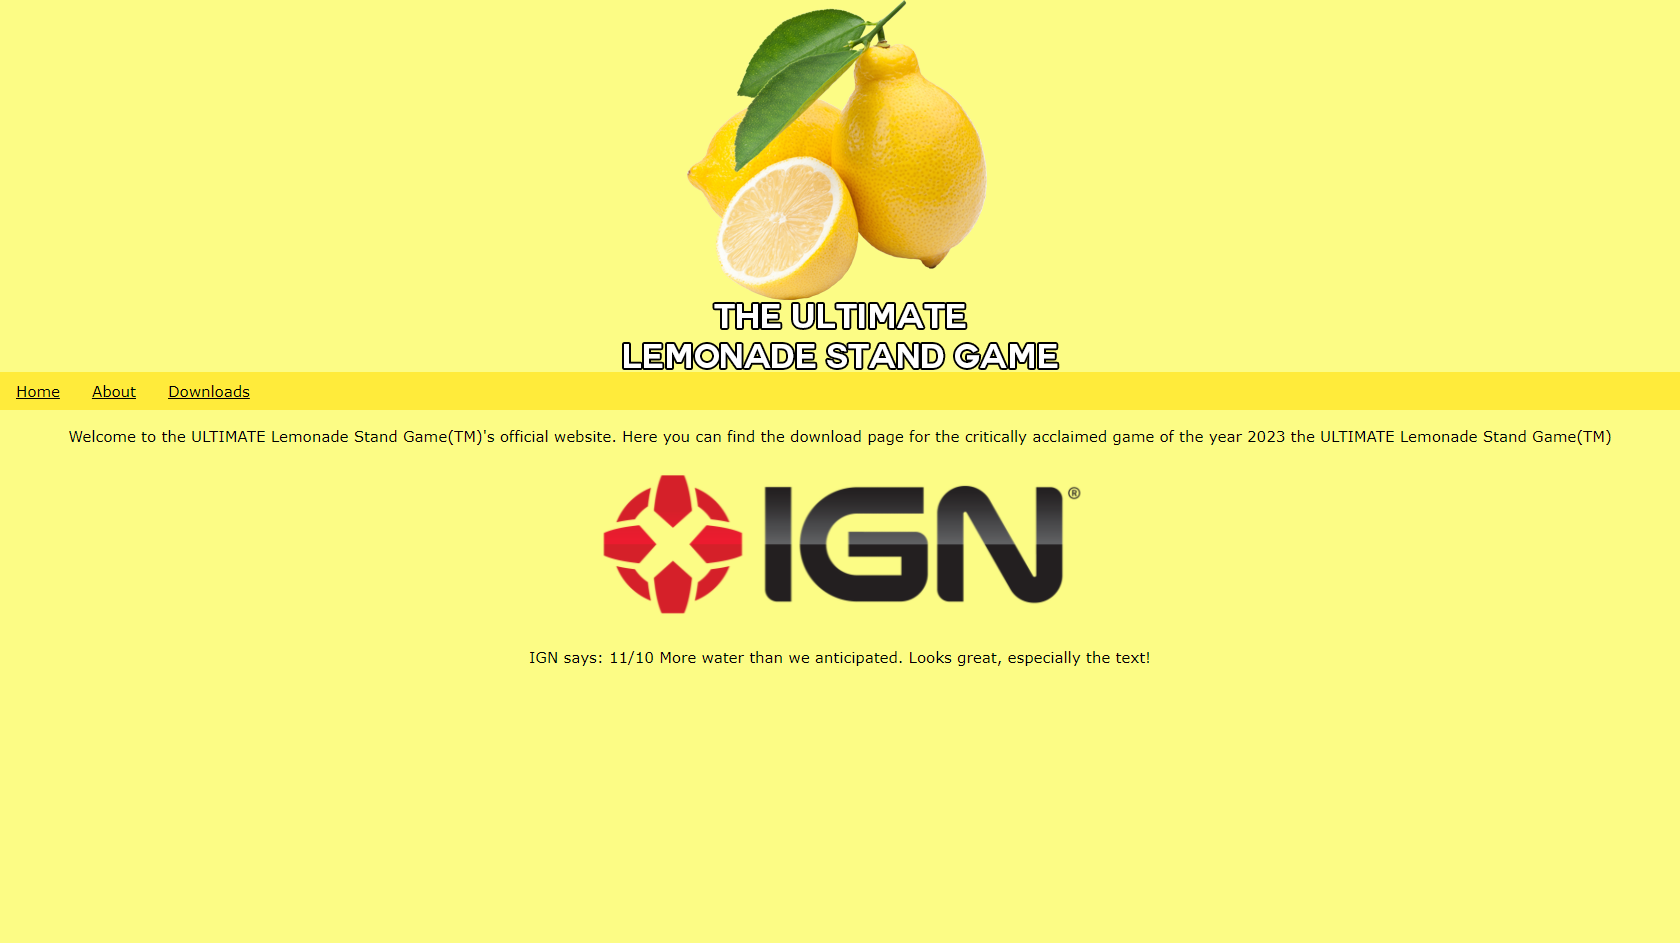 THE ULTIMATE
LEMONADE STAND GAME
Home About Downloads
Welcome to the ULTIMATE Lemonade Stand Game(TM)'s official website. Here you can find the download page for the critically acclaimed game of the year 2023 the ULTIMATE Lemonade Stand Game(TM)
IGN®
IGN says: 11/10 More water than we anticipated. Looks great, especially the text!